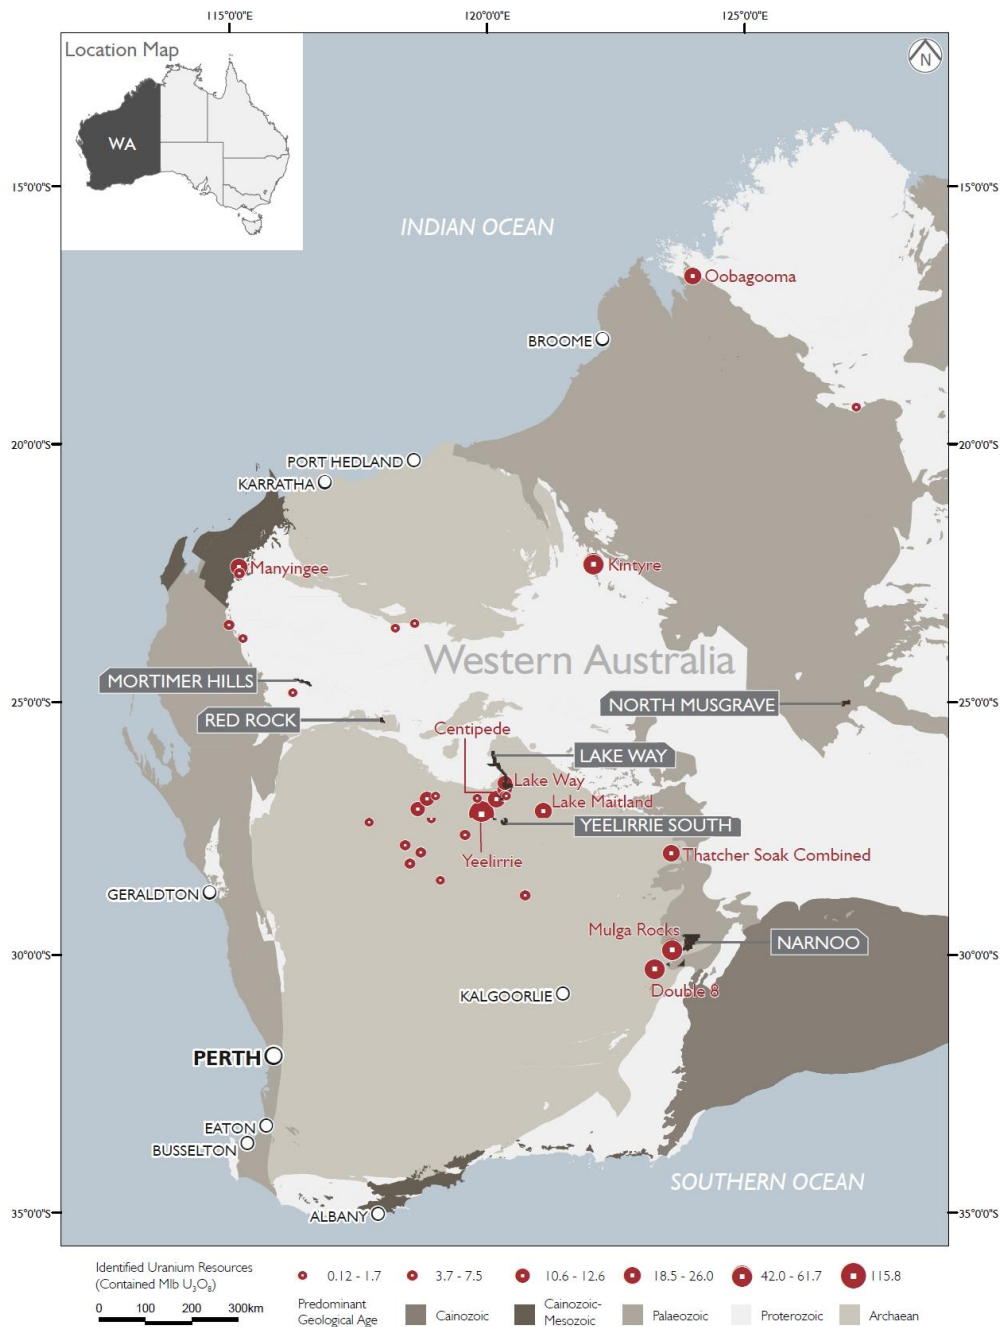 115°0'0"E
120°0'0"E
125°0'0"E
Location Map
WA
N
15°0'0"S
15°0'0"S
INDIAN OCEAN
Oobagooma
BROOME
20°0'0"S
20°0'0"S
PORT HEDLAND
KARRATHA
Manyingee
Kintyre
Western Australia
MORTIMER HILLS
25°0'0"S
25°0'0"S
NORTH MUSGRAVE
RED ROCK
Centipede
LAKE WAY
Lake Way
Lake Maitland
YEELIRRIE SOUTH
Yeelirrie
Thatcher Soak Combined
GERALDTON
Mulga Rocks
NARNOO
30°0'0"S
30°0'0"S
Double 8
KALGOORLIE
PERTH
EATON
BUSSELTON
SOUTHERN OCEAN
35°0'0"S
35°0'0"S
ALBANY
Identified Uranium Resources
(Contained Mlb U₃O₈)
0.12 - 1.7
3.7 - 7.5
10.6 - 12.6
18.5 - 26.0
42.0 - 61.7
115.8
0 100 200 300km
Predominant
Geological Age
Cainozoic
Cainozoic-
Mesozoic
Palaeozoic
Proterozoic
Archaean